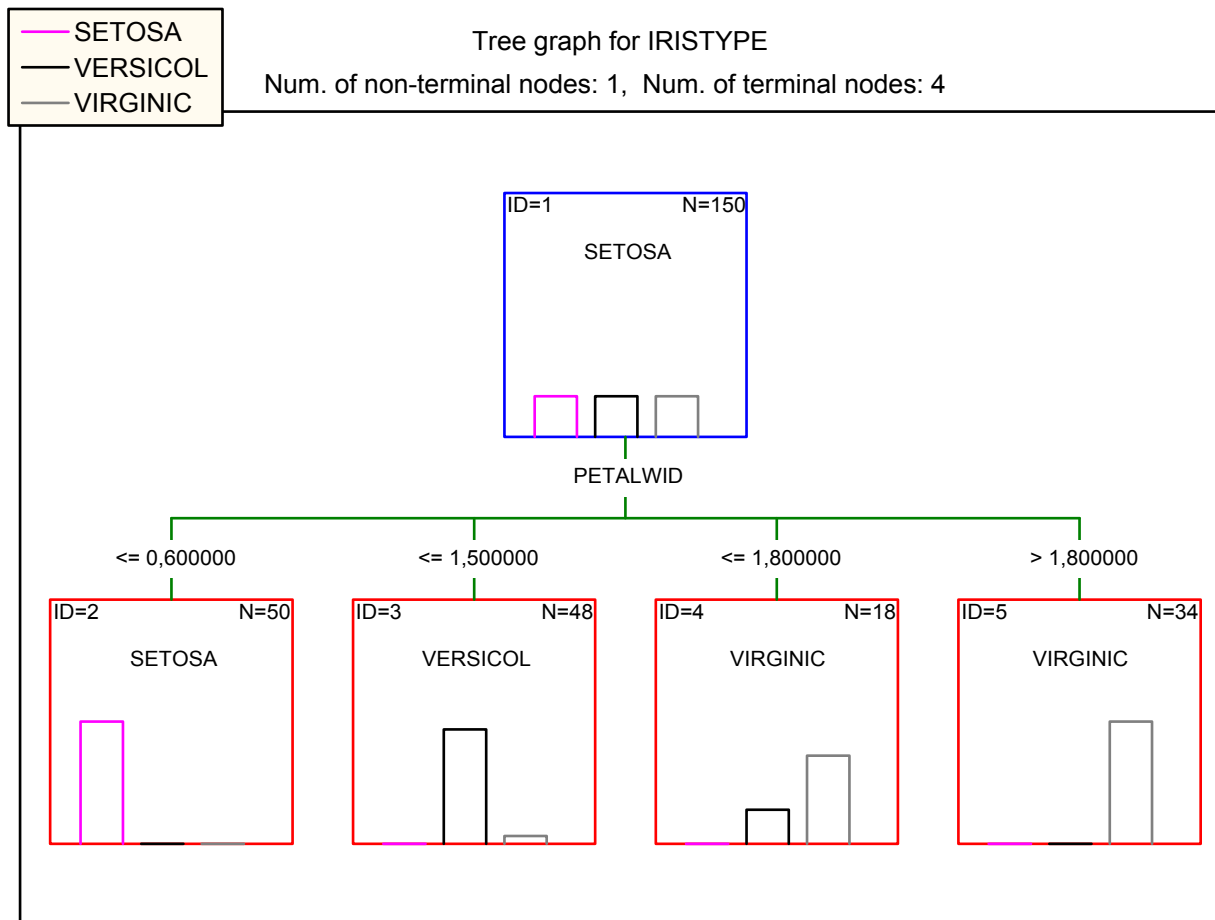 SETOSA
VERSICOL
VIRGINIC
Tree graph for IRISTYPE
Num. of non-terminal nodes: 1,  Num. of terminal nodes: 4
ID=1 N=150
SETOSA
PETALWID
<= 0,600000 <= 1,500000 <= 1,800000 > 1,800000
ID=2 N=50 ID=3 N=48 ID=4 N=18 ID=5 N=34
SETOSA VERSICOL VIRGINIC VIRGINIC